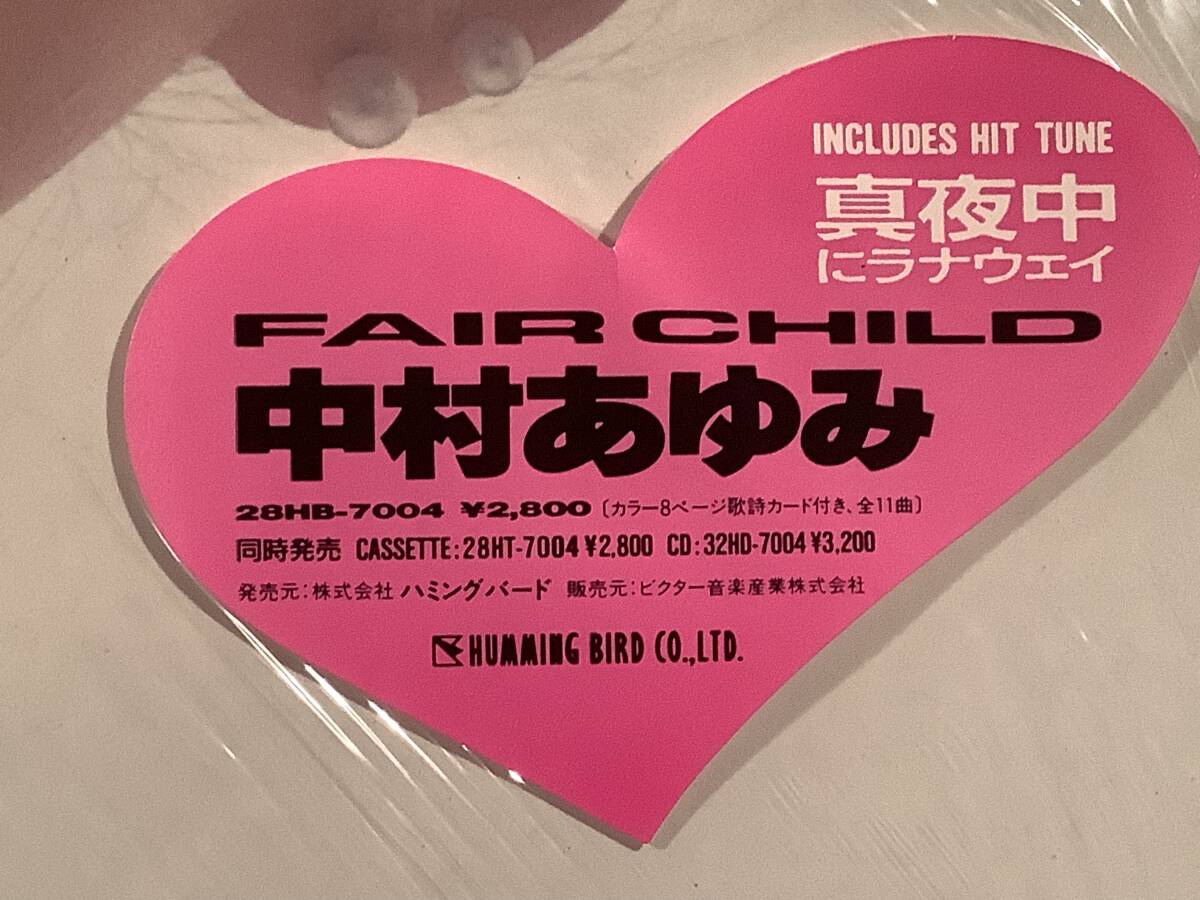 INCLUDES HIT TUNE
真夜中
にラナウェイ
FAIR CHILD
中村あゆみ
28HB-7004 ¥2,800〔カラー8ページ歌詩カード付き、全11曲〕
同時発売 CASSETTE:28HT-7004 ¥2,800 CD:32HD-7004 ¥3,200
発売元:株式会社 ハミングバード 販売元:ビクター音楽産業株式会社
HUMMING BIRD CO.,LTD.